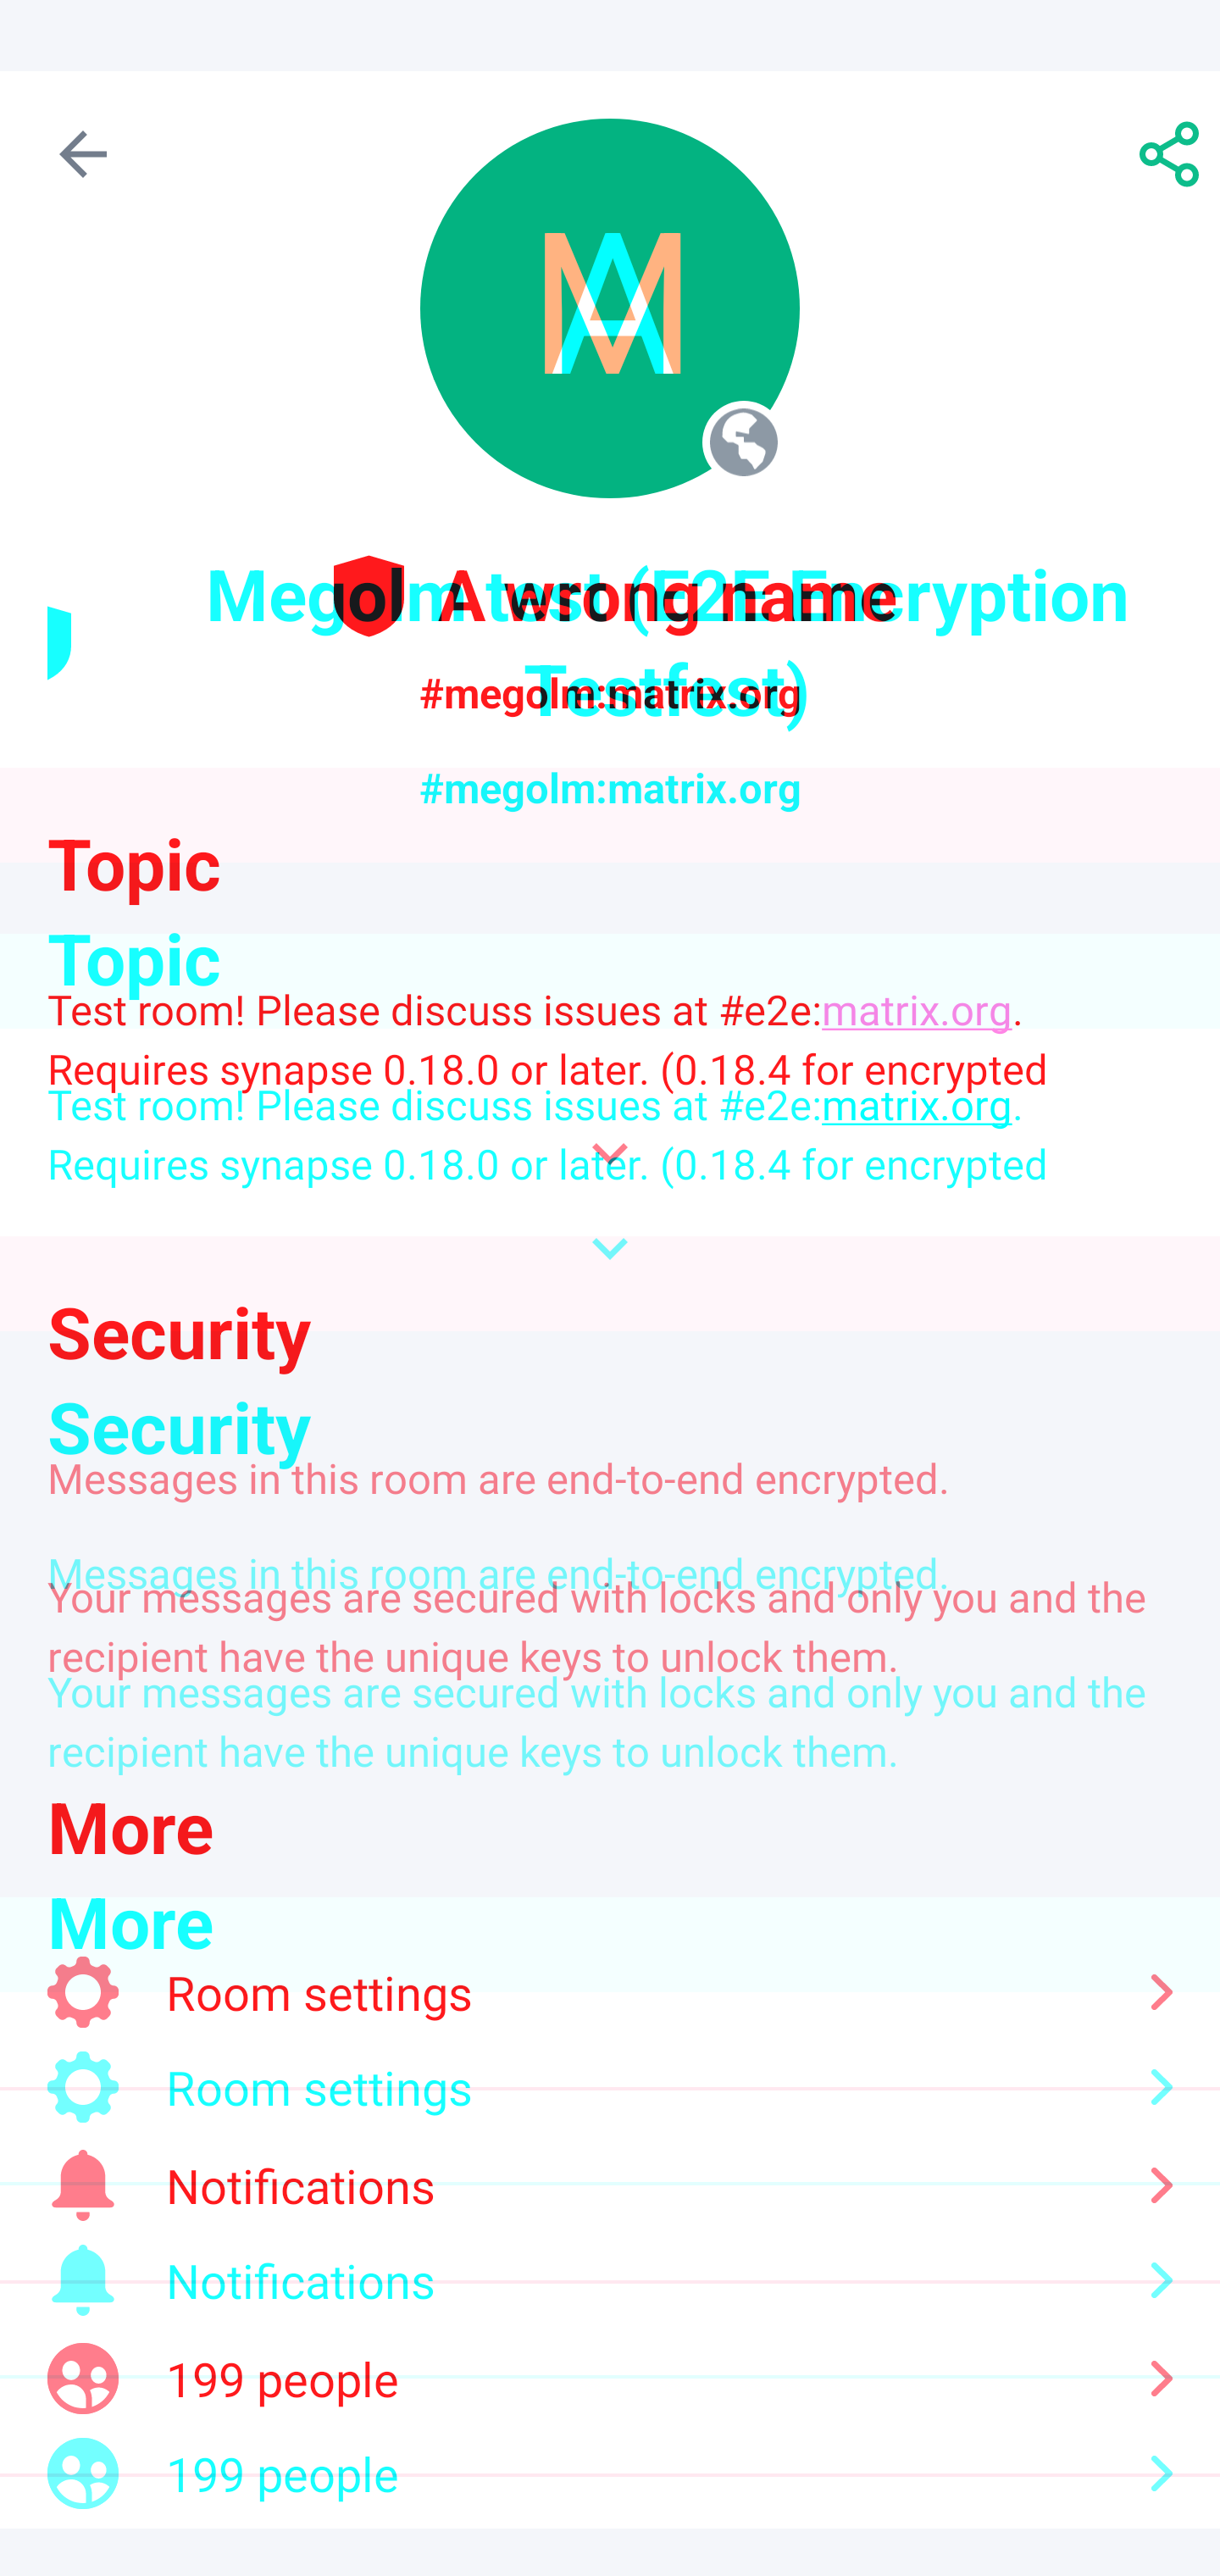 M
A
Megolm test (E2E Encryption
A wrong name
Testfest)
#megolm:matrix.org
#megolm:matrix.org
Topic
Topic
Test room! Please discuss issues at #e2e:matrix.org.
Requires synapse 0.18.0 or later. (0.18.4 for encrypted
Test room! Please discuss issues at #e2e:matrix.org.
Requires synapse 0.18.0 or later. (0.18.4 for encrypted
Security
Security
Messages in this room are end-to-end encrypted.
Messages in this room are end-to-end encrypted.
Your messages are secured with locks and only you and the
recipient have the unique keys to unlock them.
Your messages are secured with locks and only you and the
recipient have the unique keys to unlock them.
More
More
Room settings
Room settings
Notifications
Notifications
199 people
199 people